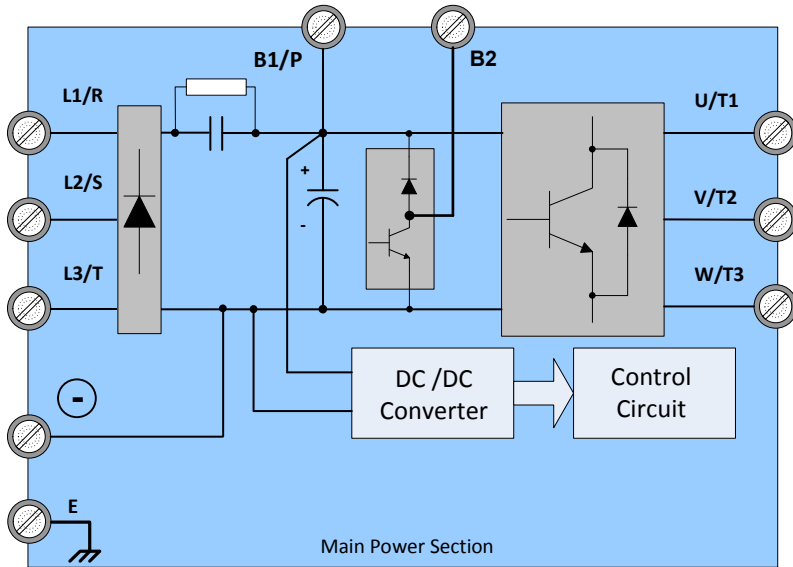 B1/P
B2
L1/R
U/T1
L2/S
+
-
V/T2
L3/T
W/T3
DC /DC
Converter
Control
Circuit
-
E
Main Power Section